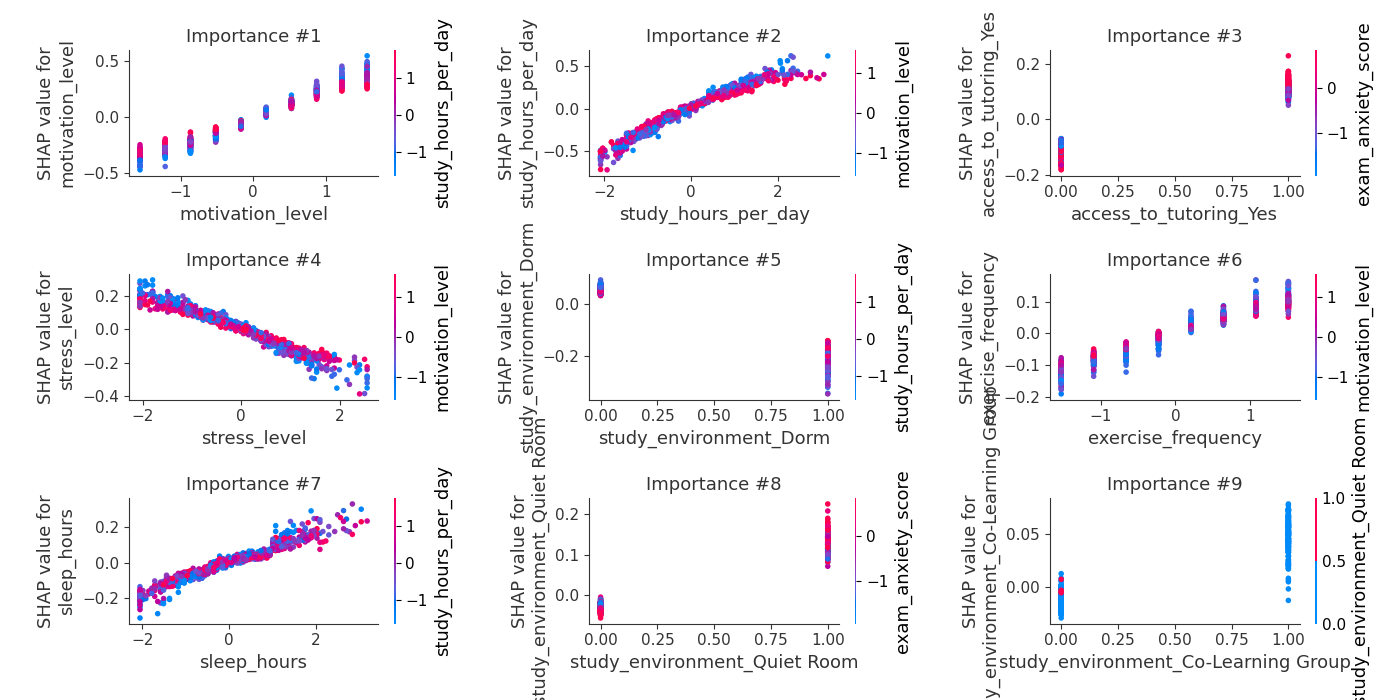 Importance #1
SHAP value for
motivation_level
0.5
0.0
−0.5
−1
0
1
motivation_level
1
0
−1
study_hours_per_day
Importance #2
SHAP value for
study_hours_per_day
0.5
0.0
−0.5
−2
0
2
study_hours_per_day
1
0
−1
motivation_level
Importance #3
SHAP value for
access_to_tutoring_Yes
0.2
0.0
−0.2
0.00
0.25
0.50
0.75
1.00
access_to_tutoring_Yes
0
−1
exam_anxiety_score
Importance #4
SHAP value for
stress_level
0.2
0.0
−0.2
−0.4
−2
0
2
stress_level
1
0
−1
motivation_level
Importance #5
SHAP value for
study_environment_Dorm
0.0
−0.2
0.00
0.25
0.50
0.75
1.00
study_environment_Dorm
1
0
−1
study_hours_per_day
Importance #6
SHAP value for
exercise_frequency
0.1
0.0
−0.1
−0.2
−1
0
1
exercise_frequency
1
0
−1
motivation_level
Importance #7
SHAP value for
sleep_hours
0.2
0.0
−0.2
−2
0
2
sleep_hours
1
0
−1
study_hours_per_day
Importance #8
SHAP value for
study_environment_Quiet Room
0.2
0.1
0.0
0.00
0.25
0.50
0.75
1.00
study_environment_Quiet Room
0
−1
exam_anxiety_score
Importance #9
SHAP value for
y_environment_Co-Learning Group
0.05
0.00
0.00
0.25
0.50
0.75
1.00
study_environment_Co-Learning Group
1.0
0.5
0.0
study_environment_Quiet Room